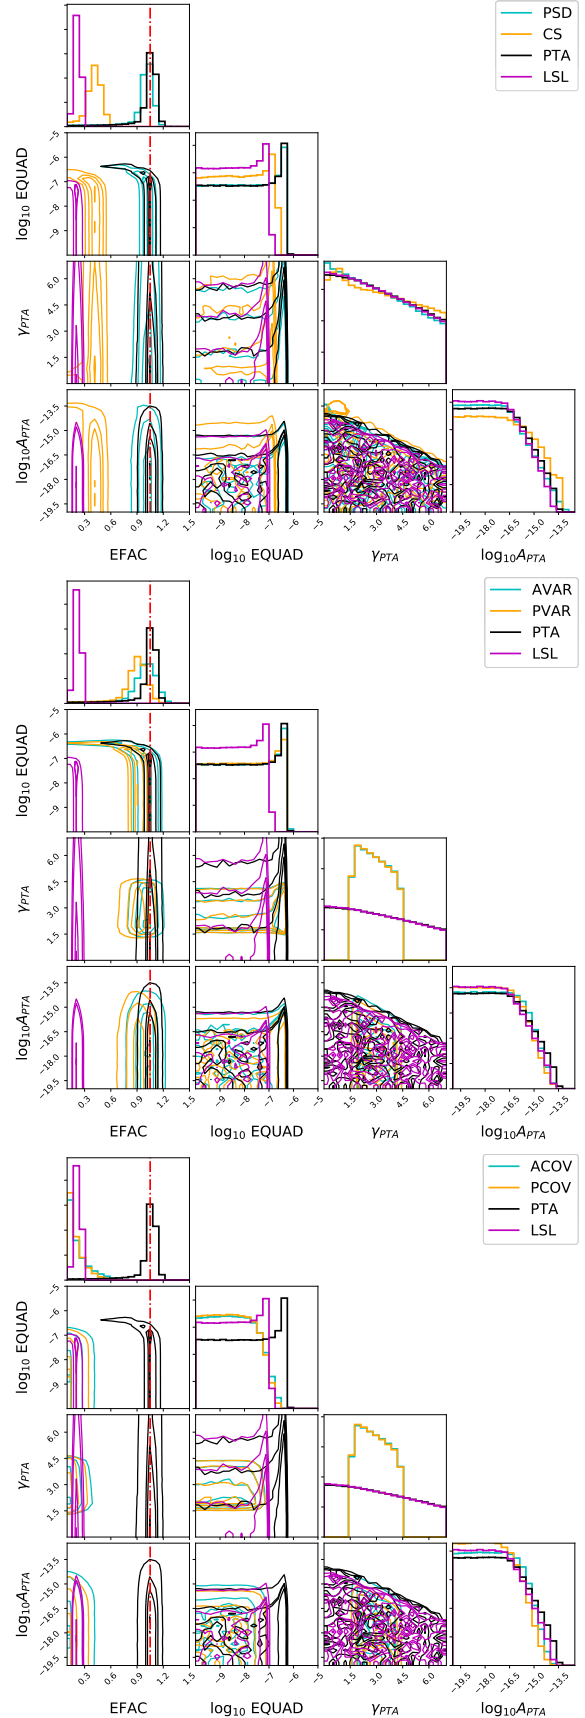 PSD
CS
PTA
LSL
−5
−6
−7
−8
−9
log₁₀ EQUAD
6.0
4.5
3.0
1.5
γPTA
−13.5
−15.0
−16.5
−18.0
−19.5
log₁₀APTA
0.3 0.6 0.9 1.2 1.5
−9 −8 −7 −6 −5
1.5 3.0 4.5 6.0
−19.5 −18.0 −16.5 −15.0 −13.5
EFAC log₁₀ EQUAD γPTA log₁₀APTA
AVAR
PVAR
PTA
LSL
−5
−6
−7
−8
−9
log₁₀ EQUAD
6.0
4.5
3.0
1.5
γPTA
−13.5
−15.0
−16.5
−18.0
−19.5
log₁₀APTA
0.3 0.6 0.9 1.2 1.5
−9 −8 −7 −6 −5
1.5 3.0 4.5 6.0
−19.5 −18.0 −16.5 −15.0 −13.5
EFAC log₁₀ EQUAD γPTA log₁₀APTA
ACOV
PCOV
PTA
LSL
−5
−6
−7
−8
−9
log₁₀ EQUAD
6.0
4.5
3.0
1.5
γPTA
−13.5
−15.0
−16.5
−18.0
−19.5
log₁₀APTA
0.3 0.6 0.9 1.2 1.5
−9 −8 −7 −6 −5
1.5 3.0 4.5 6.0
−19.5 −18.0 −16.5 −15.0 −13.5
EFAC log₁₀ EQUAD γPTA log₁₀APTA